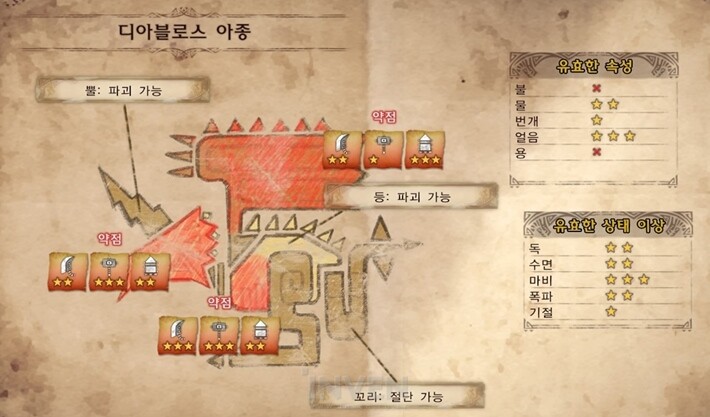 디아블로스 아종
뿔: 파괴 가능
약점
등: 파괴 가능
약점
약점
꼬리: 절단 가능
유효한 속성
불
물
번개
얼음
용
유효한 상태 이상
독
수면
마비
폭파
기절
INVEN